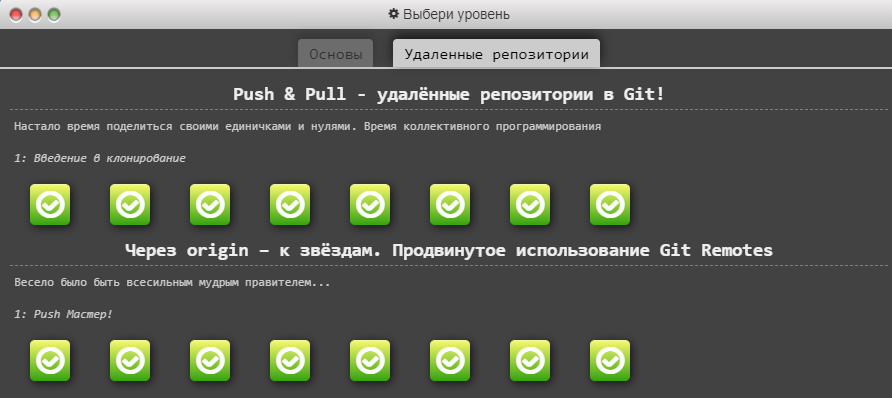 Выбери уровень
Основы
Удаленные репозитории
Push & Pull - удалённые репозитории в Git!
Настало время поделиться своими единичками и нулями. Время коллективного программирования
1: Введение в клонирование
Через origin – к звёздам. Продвинутое использование Git Remotes
Весело было быть всесильным мудрым правителем...
1: Push Мастер!